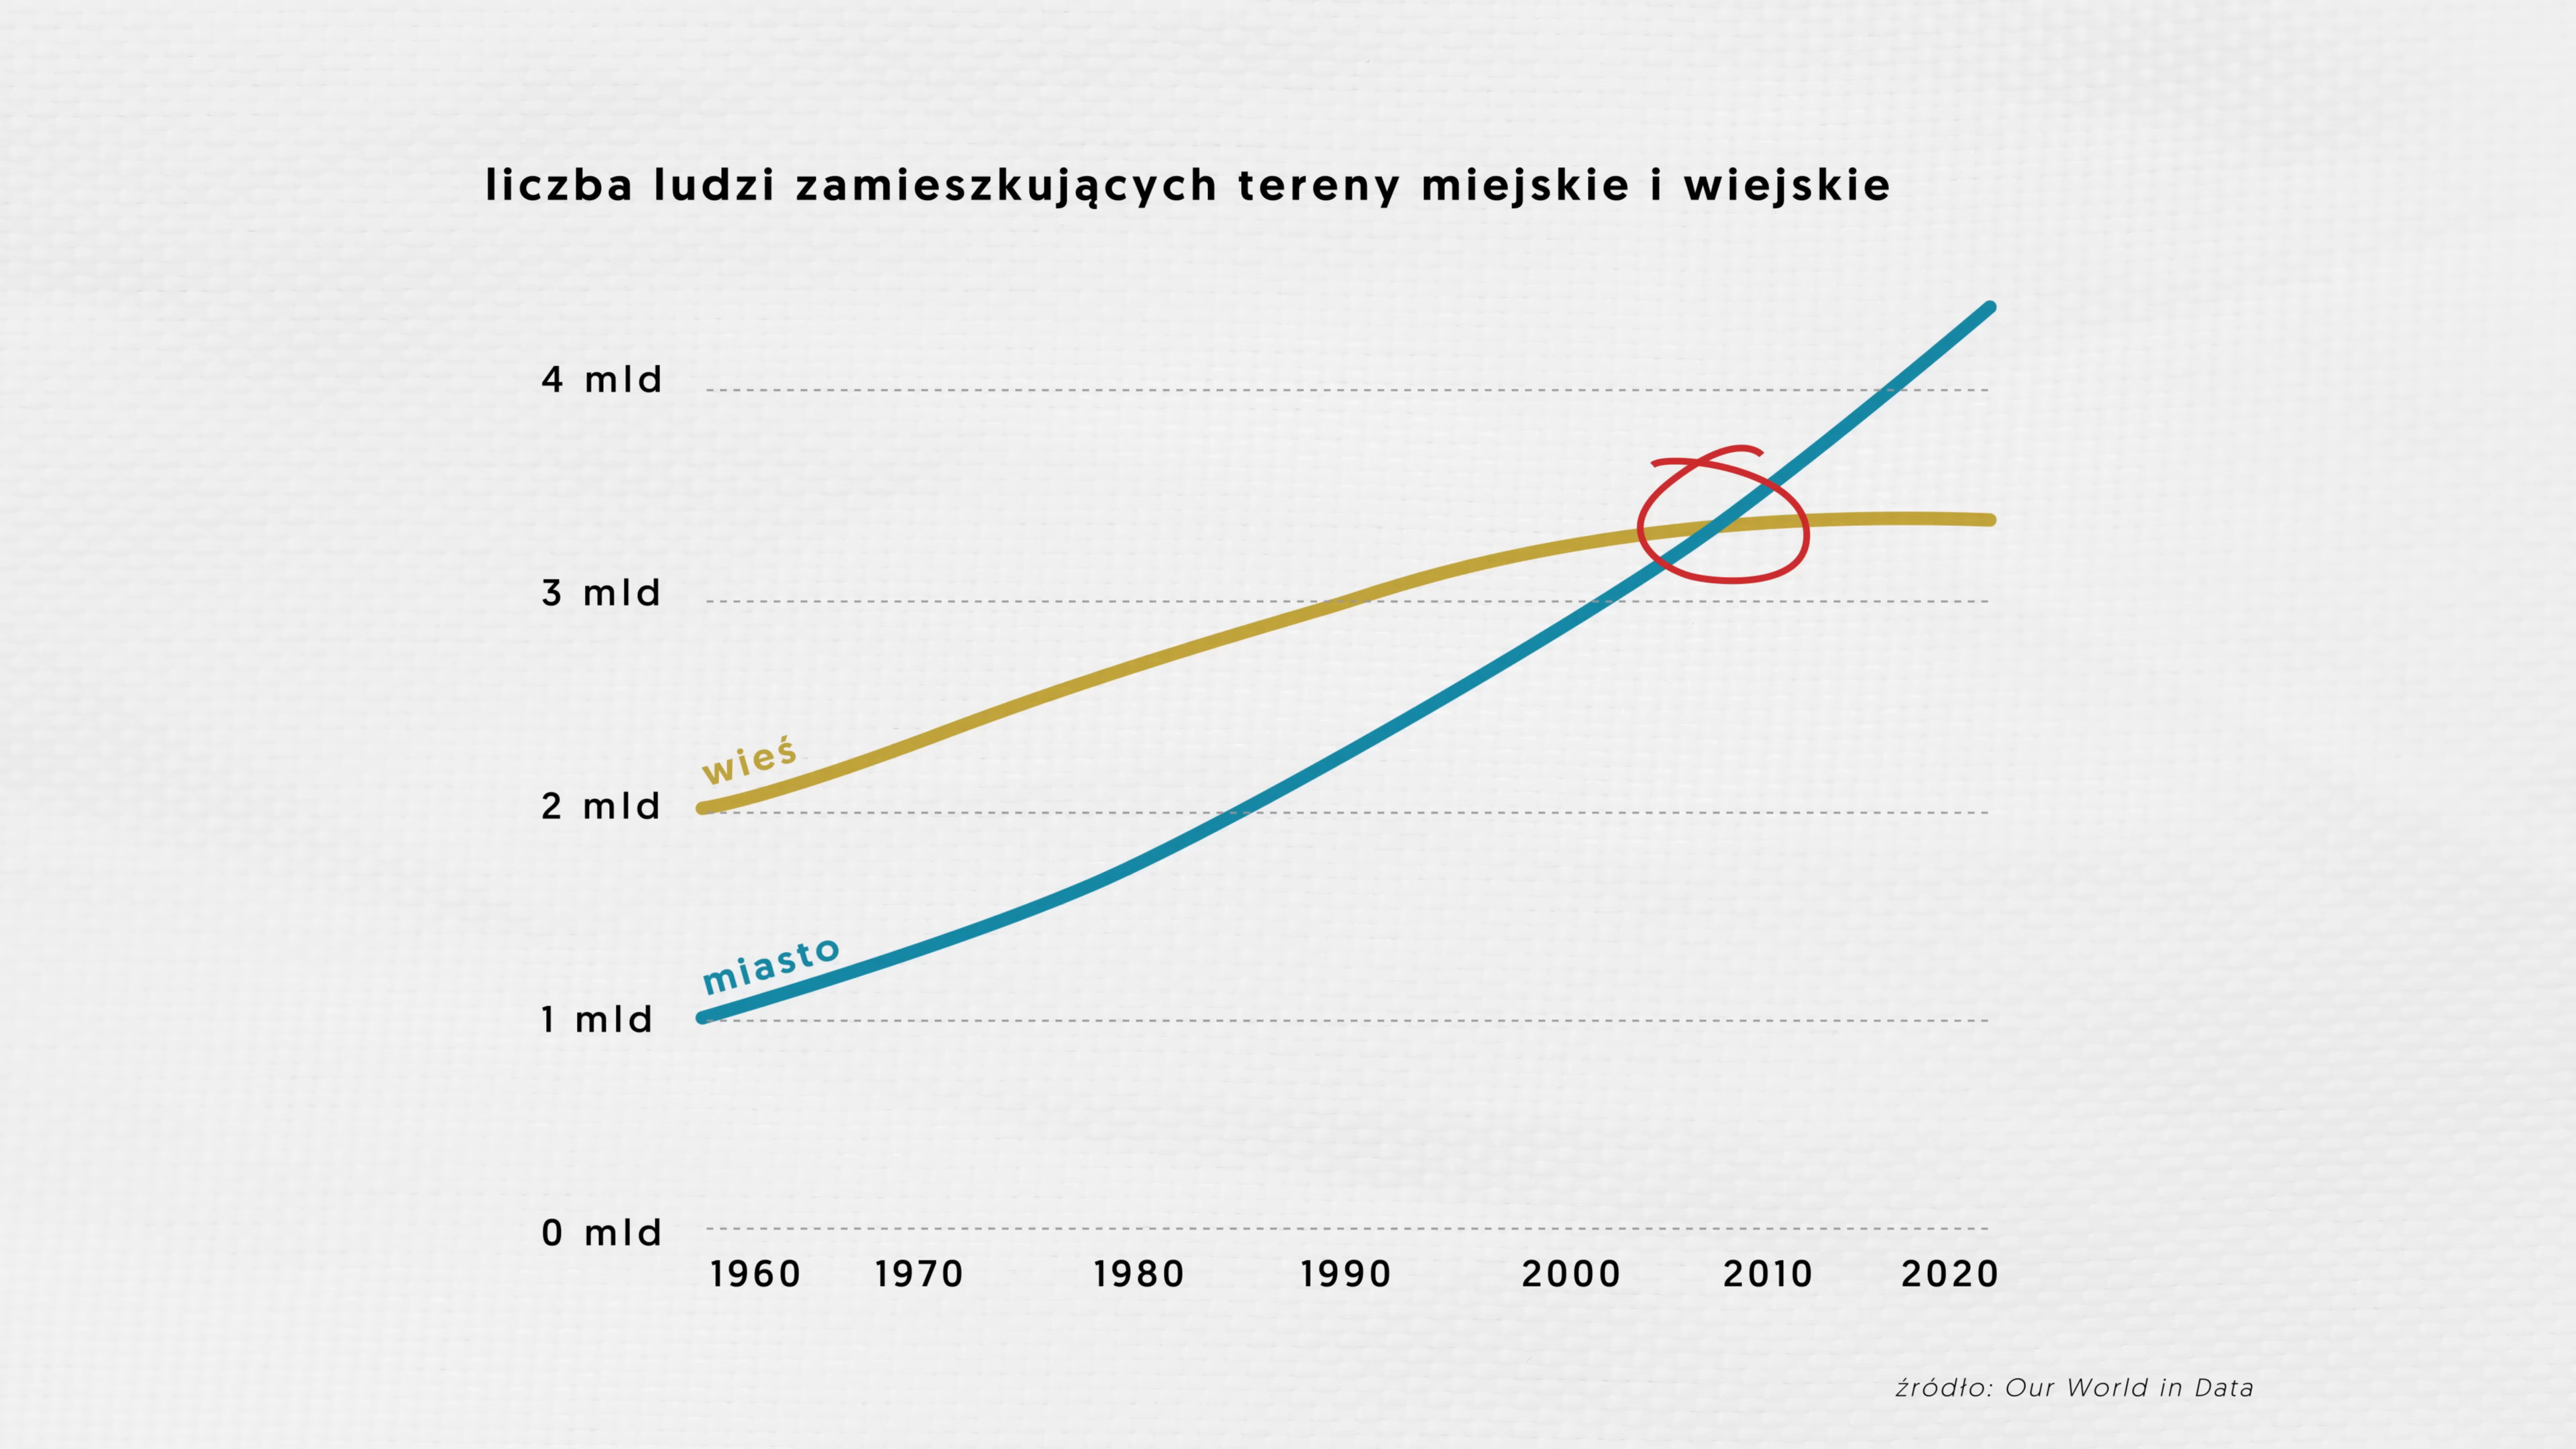 liczba ludzi zamieszkujących tereny miejskie i wiejskie
4 mld
3 mld
wieś
2 mld
miasto
1 mld
0 mld
1960 1970 1980 1990 2000 2010 2020
źródło: Our World in Data